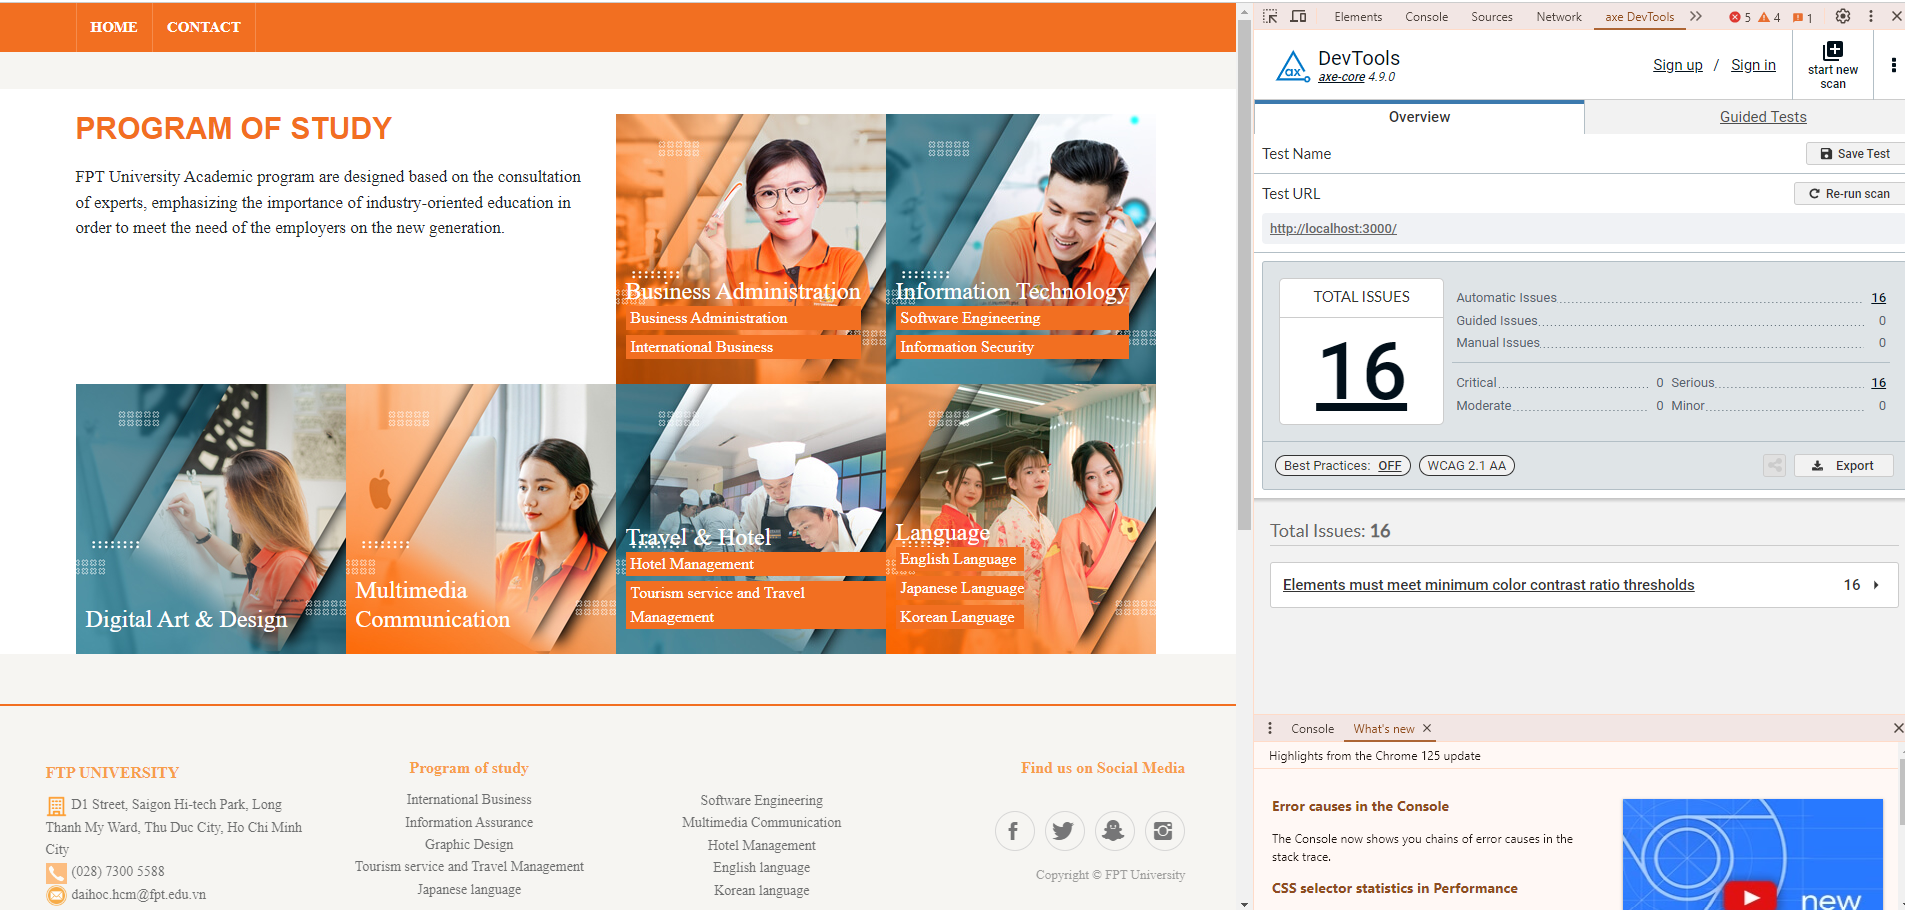 HOME
CONTACT
PROGRAM OF STUDY
FPT University Academic program are designed based on the consultation
of experts, emphasizing the importance of industry-oriented education in
order to meet the need of the employers on the new generation.
Business Administration
Business Administration
International Business
Information Technology
Software Engineering
Information Security
Digital Art & Design
Multimedia
Communication
Travel & Hotel
Hotel Management
Tourism service and Travel
Management
Language
English Language
Japanese Language
Korean Language
FTP UNIVERSITY
D1 Street, Saigon Hi-tech Park, Long
Thanh My Ward, Thu Duc City, Ho Chi Minh
City
(028) 7300 5588
daihoc.hcm@fpt.edu.vn
Program of study
International Business
Information Assurance
Graphic Design
Tourism service and Travel Management
Japanese language
Software Engineering
Multimedia Communication
Hotel Management
English language
Korean language
Find us on Social Media
Copyright © FPT University
Elements
Console
Sources
Network
axe DevTools
5
4
1
ax
DevTools
axe-core 4.9.0
Sign up / Sign in
start new
scan
Overview
Guided Tests
Test Name
Save Test
Test URL
Re-run scan
http://localhost:3000/
TOTAL ISSUES
16
Automatic Issues 16
Guided Issues 0
Manual Issues 0
Critical 0 Serious 16
Moderate 0 Minor 0
Best Practices: OFF
WCAG 2.1 AA
Export
Total Issues: 16
Elements must meet minimum color contrast ratio thresholds 16
Console
What's new
Highlights from the Chrome 125 update
Error causes in the Console
The Console now shows you chains of error causes in the
stack trace.
CSS selector statistics in Performance
new